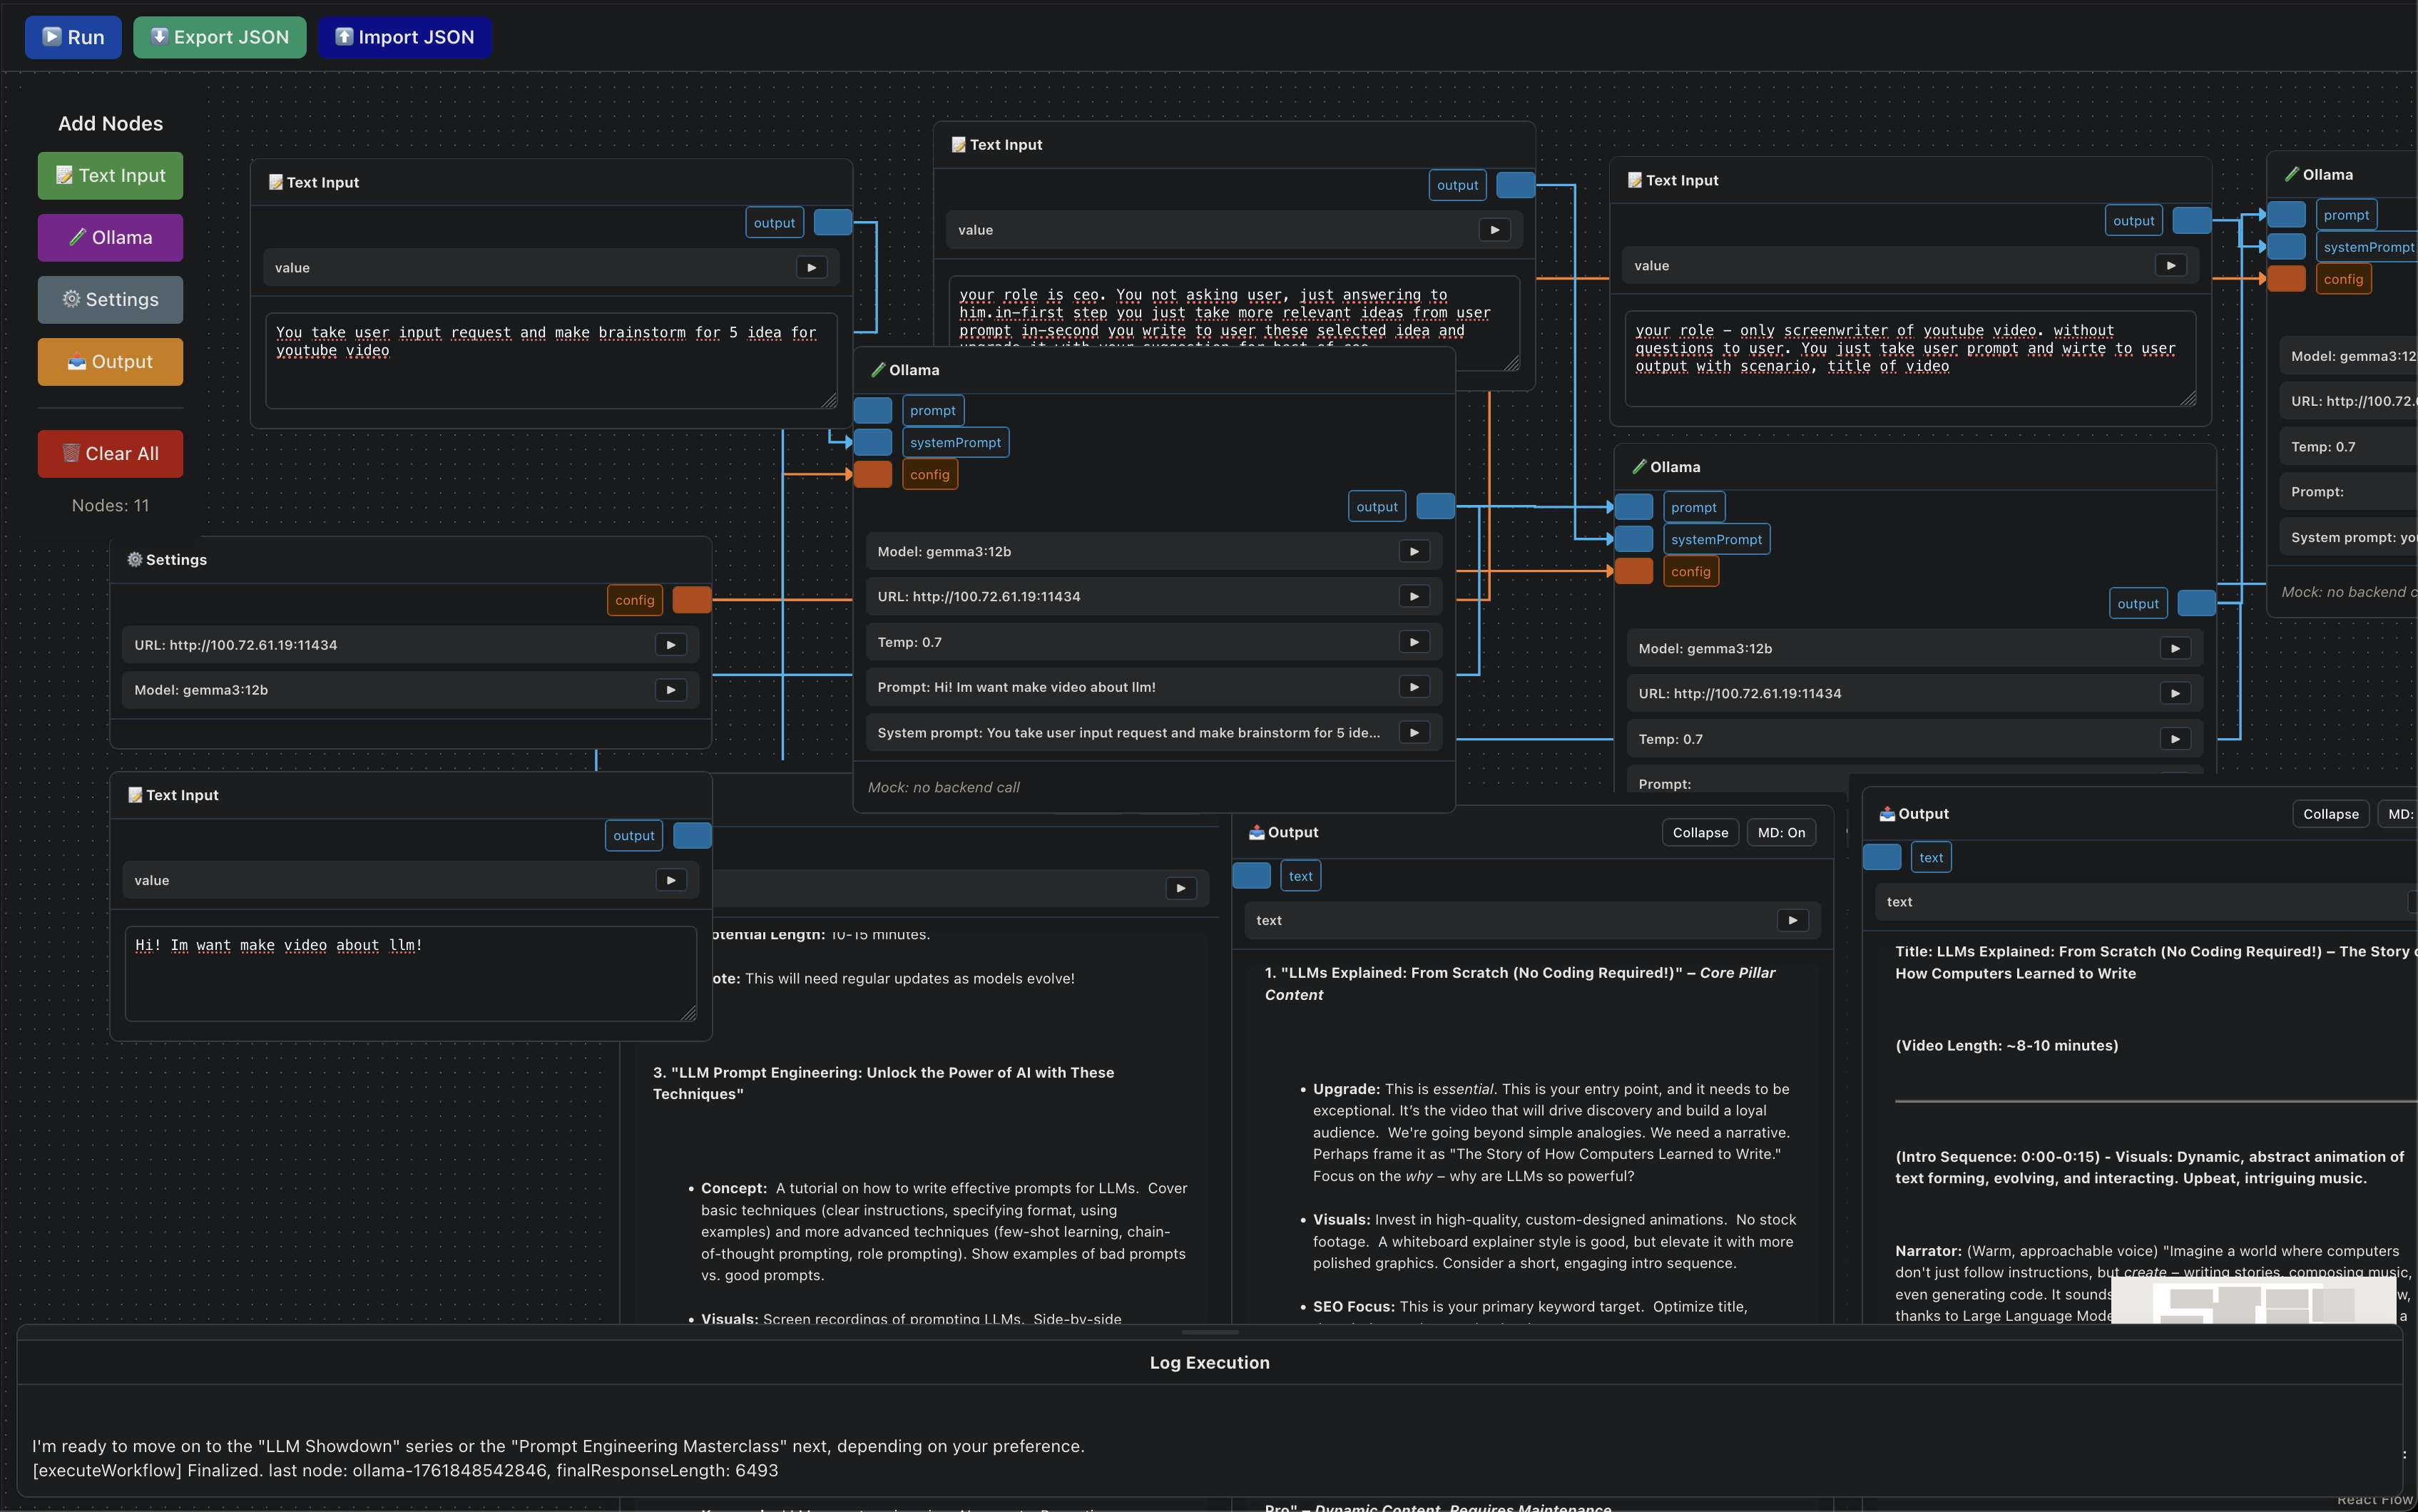 Run
Export JSON
Import JSON
Add Nodes
Text Input
Ollama
Settings
Output
Clear All
Nodes: 11
Text Input
output
value
You take user input request and make brainstorm for 5 idea for
youtube video
Text Input
output
value
your role is ceo. You not asking user, just answering to
him.in-first step you just take more relevant ideas from user
prompt in-second you write to user these selected idea and
Text Input
output
value
your role – only screenwriter of youtube video. without
questions to user. You just take user prompt and wirte to user
output with scenario, title of video
Ollama
prompt
systemPrompt
config
Model: gemma3:12
URL: http://100.72.
Temp: 0.7
Prompt:
System prompt: you
Mock: no backend c
Ollama
prompt
systemPrompt
config
output
Model: gemma3:12b
URL: http://100.72.61.19:11434
Temp: 0.7
Prompt: Hi! Im want make video about llm!
System prompt: You take user input request and make brainstorm for 5 ide...
Mock: no backend call
Ollama
prompt
systemPrompt
config
output
Model: gemma3:12b
URL: http://100.72.61.19:11434
Temp: 0.7
Prompt:
Settings
config
URL: http://100.72.61.19:11434
Model: gemma3:12b
Text Input
output
value
Hi! Im want make video about llm!
otential Length: 10-15 minutes.
ote: This will need regular updates as models evolve!
3. "LLM Prompt Engineering: Unlock the Power of AI with These
Techniques"
• Concept: A tutorial on how to write effective prompts for LLMs. Cover
basic techniques (clear instructions, specifying format, using
examples) and more advanced techniques (few-shot learning, chain-
of-thought prompting, role prompting). Show examples of bad prompts
vs. good prompts.
• Visuals: Screen recordings of prompting LLMs. Side-by-side
Output
Collapse
MD: On
text
text
1. "LLMs Explained: From Scratch (No Coding Required!)" – Core Pillar
Content
• Upgrade: This is essential. This is your entry point, and it needs to be
exceptional. It's the video that will drive discovery and build a loyal
audience. We're going beyond simple analogies. We need a narrative.
Perhaps frame it as "The Story of How Computers Learned to Write."
Focus on the why – why are LLMs so powerful?
• Visuals: Invest in high-quality, custom-designed animations. No stock
footage. A whiteboard explainer style is good, but elevate it with more
polished graphics. Consider a short, engaging intro sequence.
• SEO Focus: This is your primary keyword target. Optimize title,
Output
Collapse
MD:
text
text
Title: LLMs Explained: From Scratch (No Coding Required!) – The Story
How Computers Learned to Write
(Video Length: ~8-10 minutes)
(Intro Sequence: 0:00-0:15) - Visuals: Dynamic, abstract animation of
text forming, evolving, and interacting. Upbeat, intriguing music.
Narrator: (Warm, approachable voice) "Imagine a world where computers
don't just follow instructions, but create – writing stories, composing music,
even generating code. It sounds
thanks to Large Language Mode a
Log Execution
I'm ready to move on to the "LLM Showdown" series or the "Prompt Engineering Masterclass" next, depending on your preference.
[executeWorkflow] Finalized. last node: ollama-1761848542846, finalResponseLength: 6493
Pro" – Dynamic Content, Requires Maintenance
React Flow